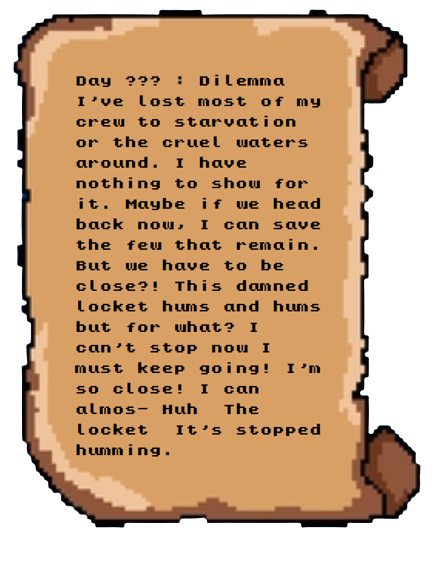 Day ??? : Dilemma
I've lost most of my
crew to starvation
or the cruel waters
around. I have
nothing to show for
it. Maybe if we head
back now, I can save
the few that remain.
But we have to be
close?! This damned
locket hums and hums
but for what? I
can't stop now I
must keep going! I'm
so close! I can
almos- Huh  The
locket  It's stopped
humming.